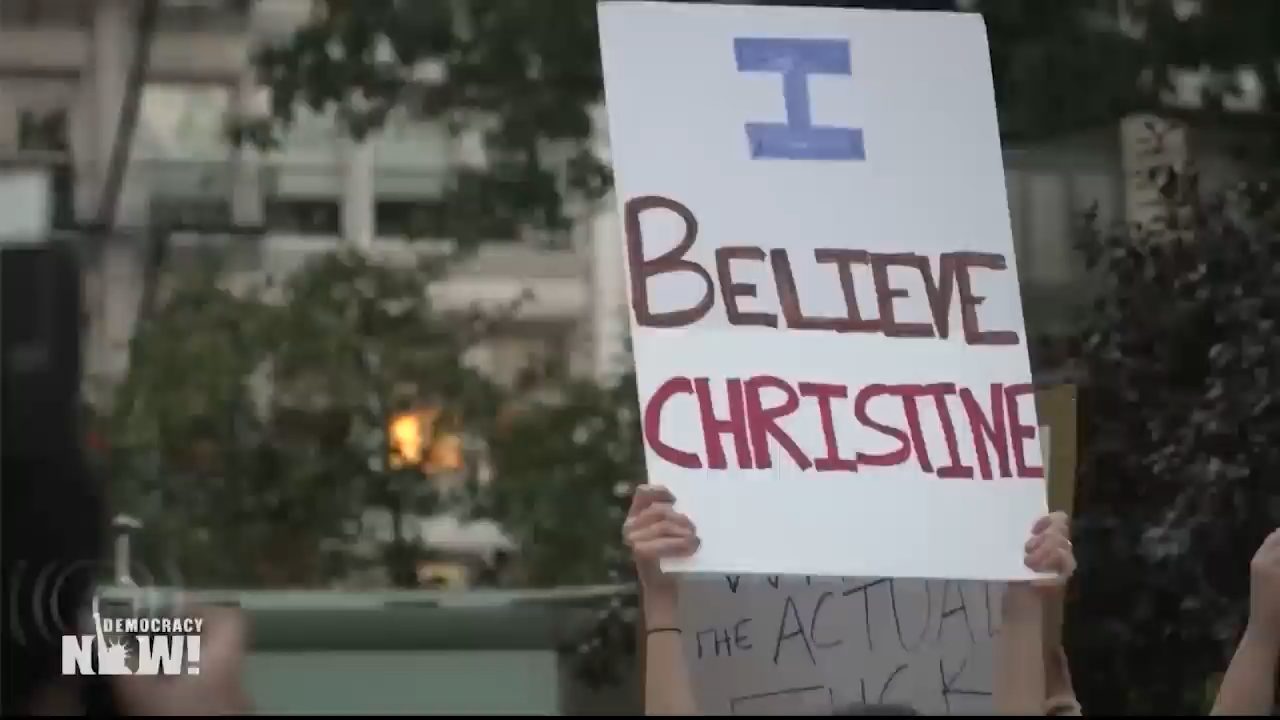 I
BELIEVE
CHRISTINE
THE ACTUAL
DEMOCRACY
NOW!